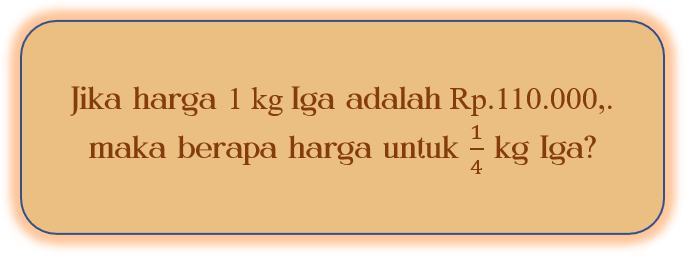 Jika harga 1 kg Iga adalah Rp.110.000,.
maka berapa harga untuk 1/4 kg Iga?